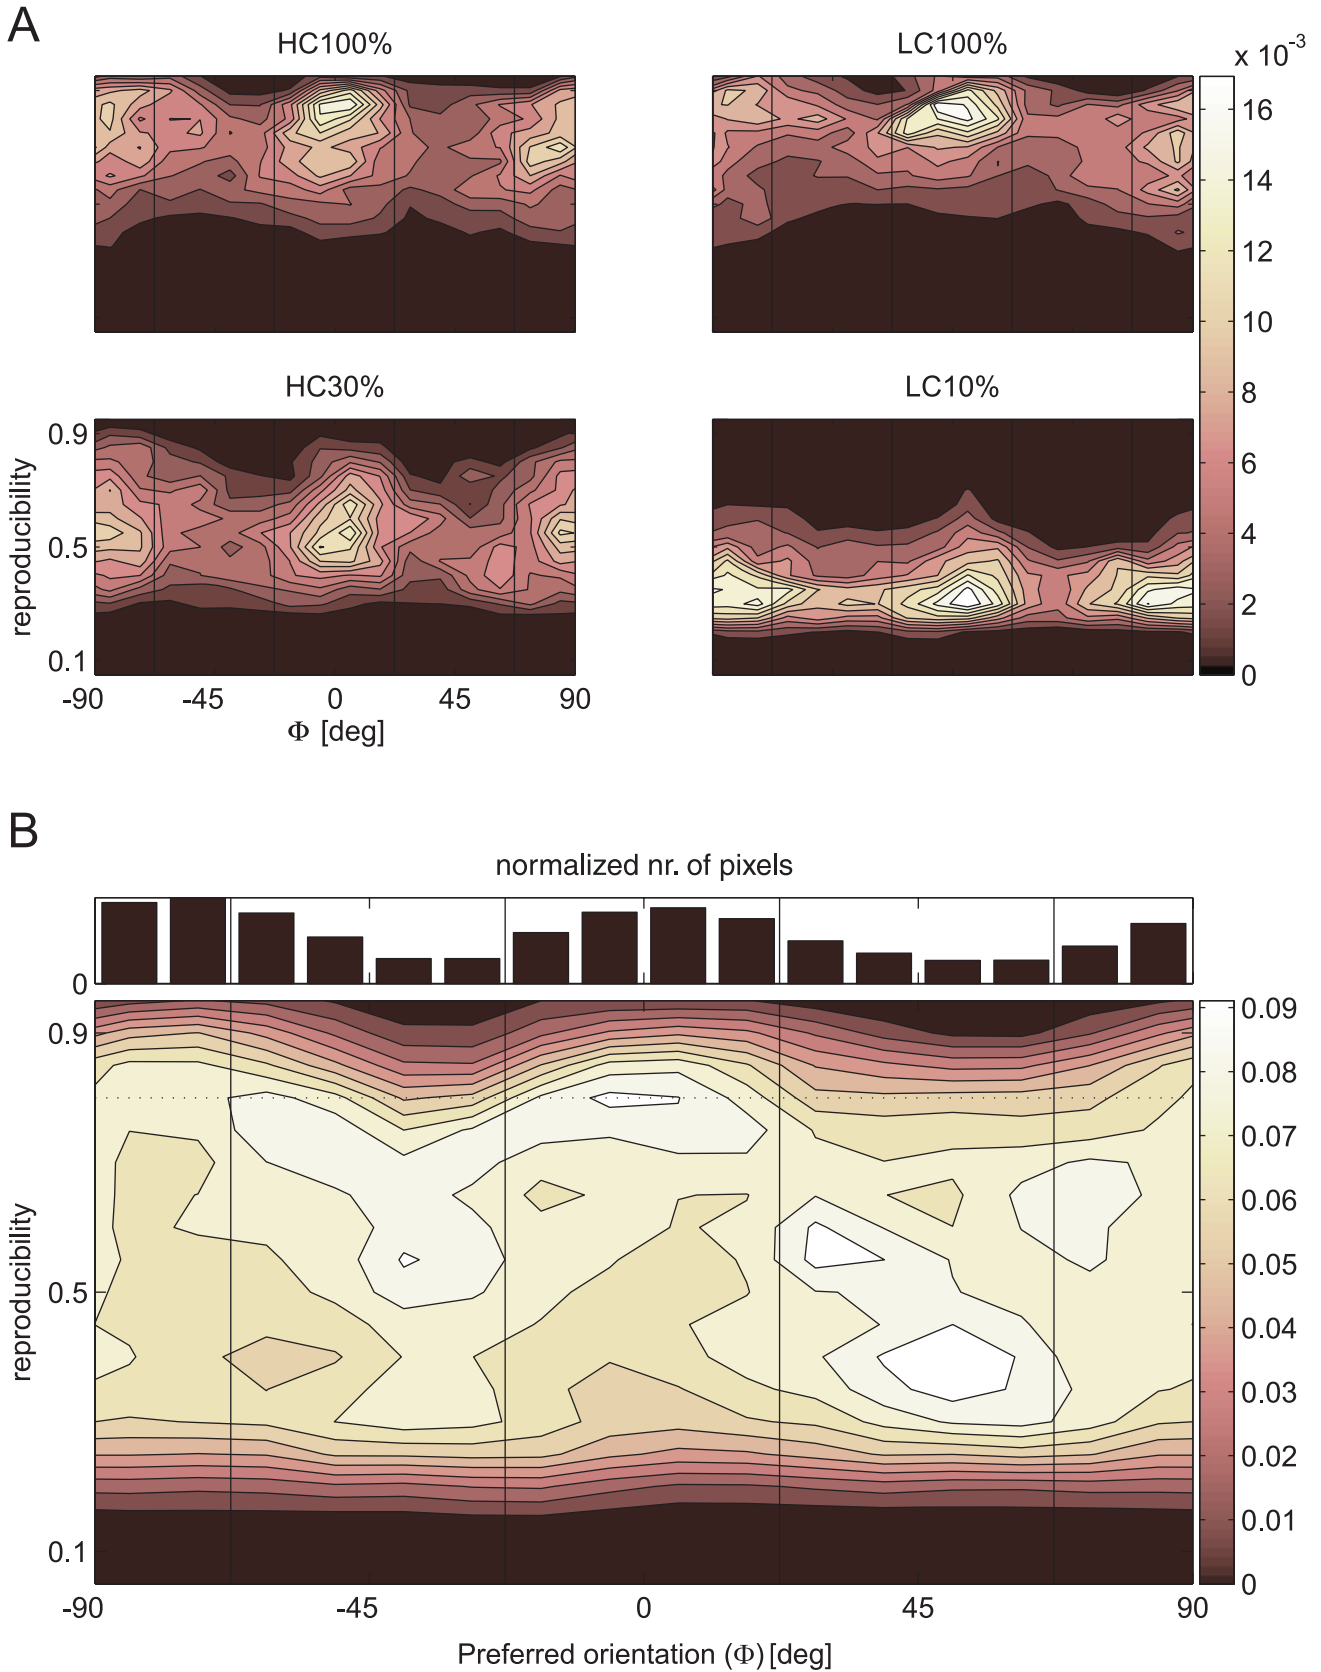 A
HC100%
LC100%
x 10-3
16
14
12
10
8
6
4
2
0
HC30%
LC10%
0.9
0.5
0.1
reproducibility
-90 -45 0 45 90
Φ [deg]
B
normalized nr. of pixels
0
0.9
0.5
0.1
reproducibility
0.09
0.08
0.07
0.06
0.05
0.04
0.03
0.02
0.01
0
-90 -45 0 45 90
Preferred orientation (Φ) [deg]